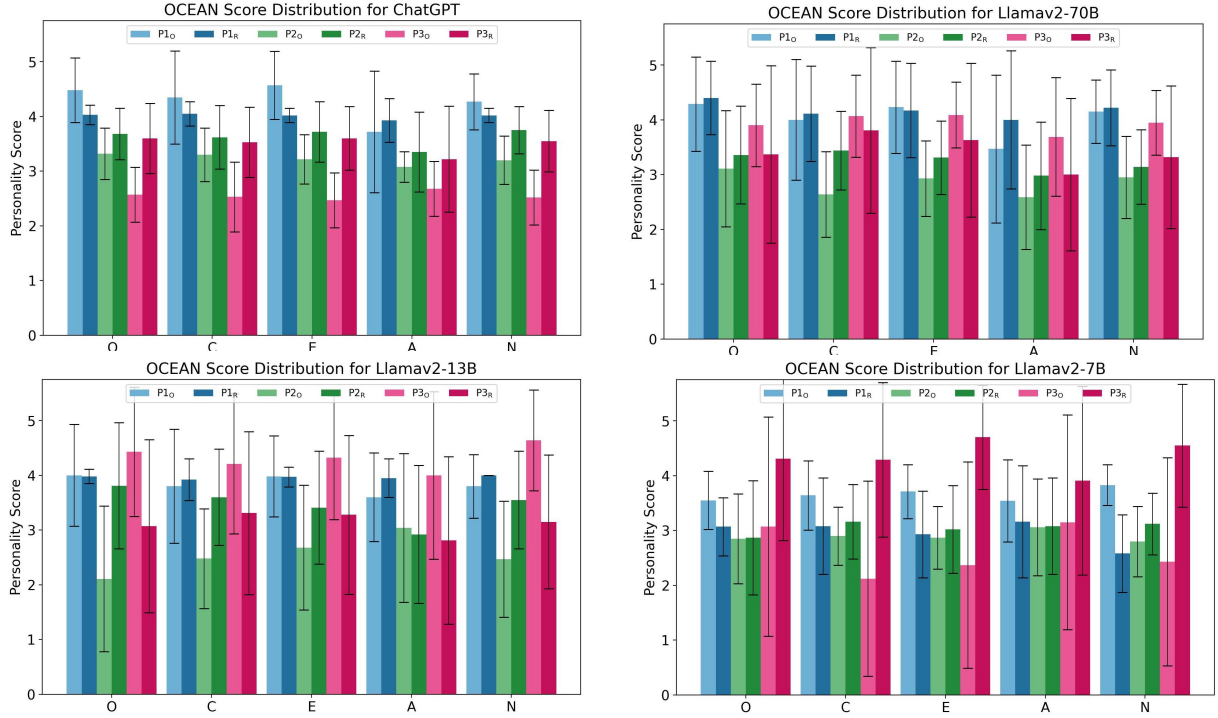 OCEAN Score Distribution for ChatGPT
P1O P1R P2O P2R P3O P3R
Personality Score
5
4
3
2
1
0
O C E A N
OCEAN Score Distribution for Llamav2-70B
P1O P1R P2O P2R P3O P3R
Personality Score
5
4
3
2
1
0
O C E A N
OCEAN Score Distribution for Llamav2-13B
P1O P1R P2O P2R P3O P3R
Personality Score
5
4
3
2
1
0
O C E A N
OCEAN Score Distribution for Llamav2-7B
P1O P1R P2O P2R P3O P3R
Personality Score
5
4
3
2
1
0
O C E A N